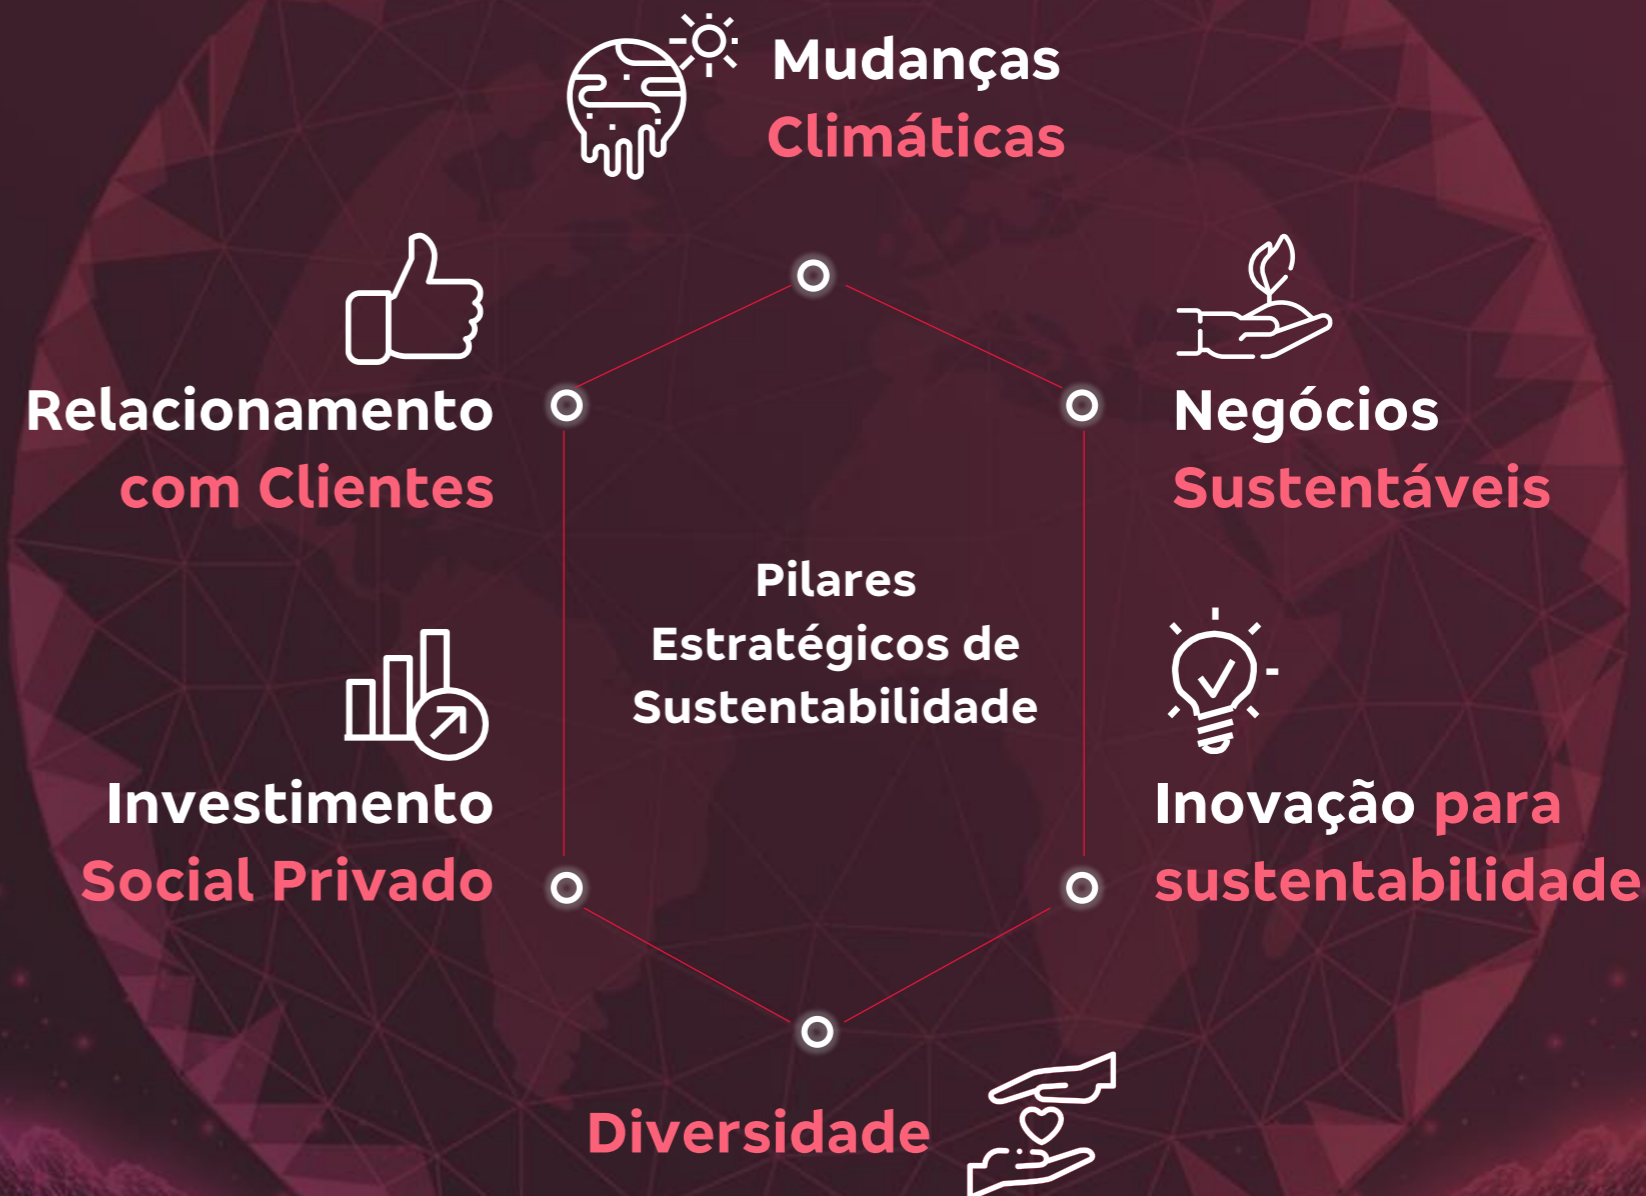 Mudanças
Climáticas
Relacionamento
com Clientes
Negócios
Sustentáveis
Pilares
Estratégicos de
Sustentabilidade
Investimento
Social Privado
Inovação para
sustentabilidade
Diversidade